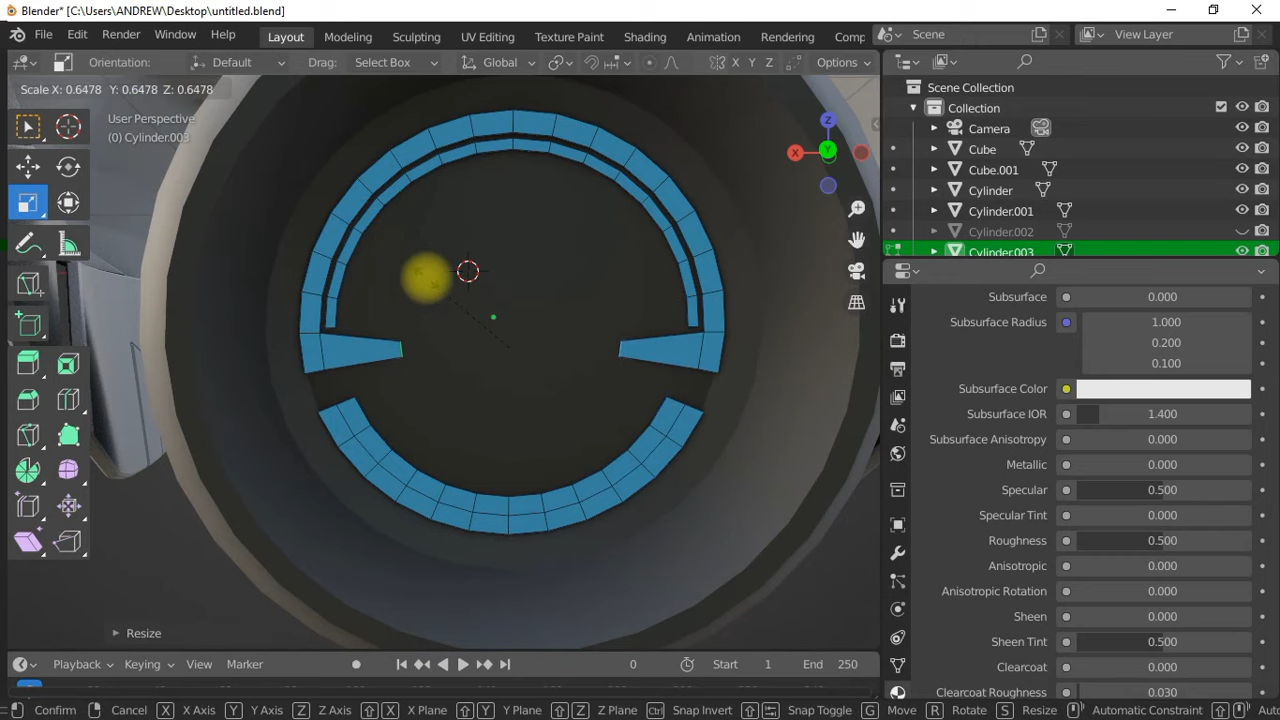 Blender* [C:\Users\ANDREW\Desktop\untitled.blend]
File Edit Render Window Help Layout Modeling Sculpting UV Editing Texture Paint Shading Animation Rendering Comp Scene View Layer
Orientation: Default Drag: Select Box Global X Y Z Options
Scale X: 0.6478 Y: 0.6478 Z: 0.6478
User Perspective
(0) Cylinder.003
Z
X
Y
Scene Collection
Collection
Camera
Cube
Cube.001
Cylinder
Cylinder.001
Cylinder.002
Cylinder.003
Subsurface 0.000
Subsurface Radius 1.000
0.200
0.100
Subsurface Color
Subsurface IOR 1.400
Subsurface Anisotropy 0.000
Metallic 0.000
Specular 0.500
Specular Tint 0.000
Roughness 0.500
Anisotropic 0.000
Anisotropic Rotation 0.000
Sheen 0.000
Sheen Tint 0.500
Clearcoat 0.000
Clearcoat Roughness 0.030
Resize
Playback Keying View Marker 0 Start 1 End 250
Confirm Cancel X X Axis Y Y Axis Z Z Axis X X Plane Y Y Plane Z Z Plane Ctrl Snap Invert Snap Toggle G Move R Rotate S Resize Automatic Constraint Auto